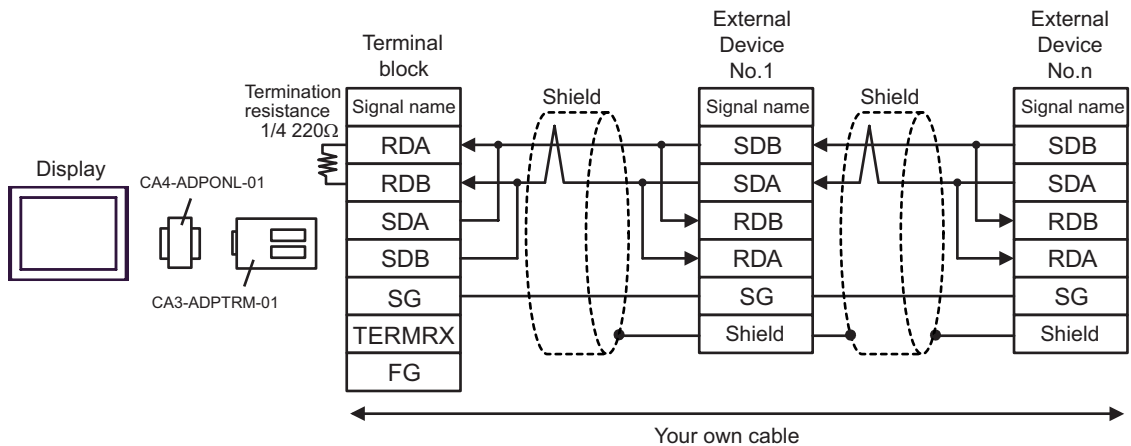 Display
CA4-ADPONL-01
CA3-ADPTRM-01
Termination
resistance
1/4 220Ω
Terminal
block
Signal name
RDA
RDB
SDA
SDB
SG
TERMRX
FG
Shield
External
Device
No.1
Signal name
SDB
SDA
RDB
RDA
SG
Shield
Shield
External
Device
No.n
Signal name
SDB
SDA
RDB
RDA
SG
Shield
Your own cable